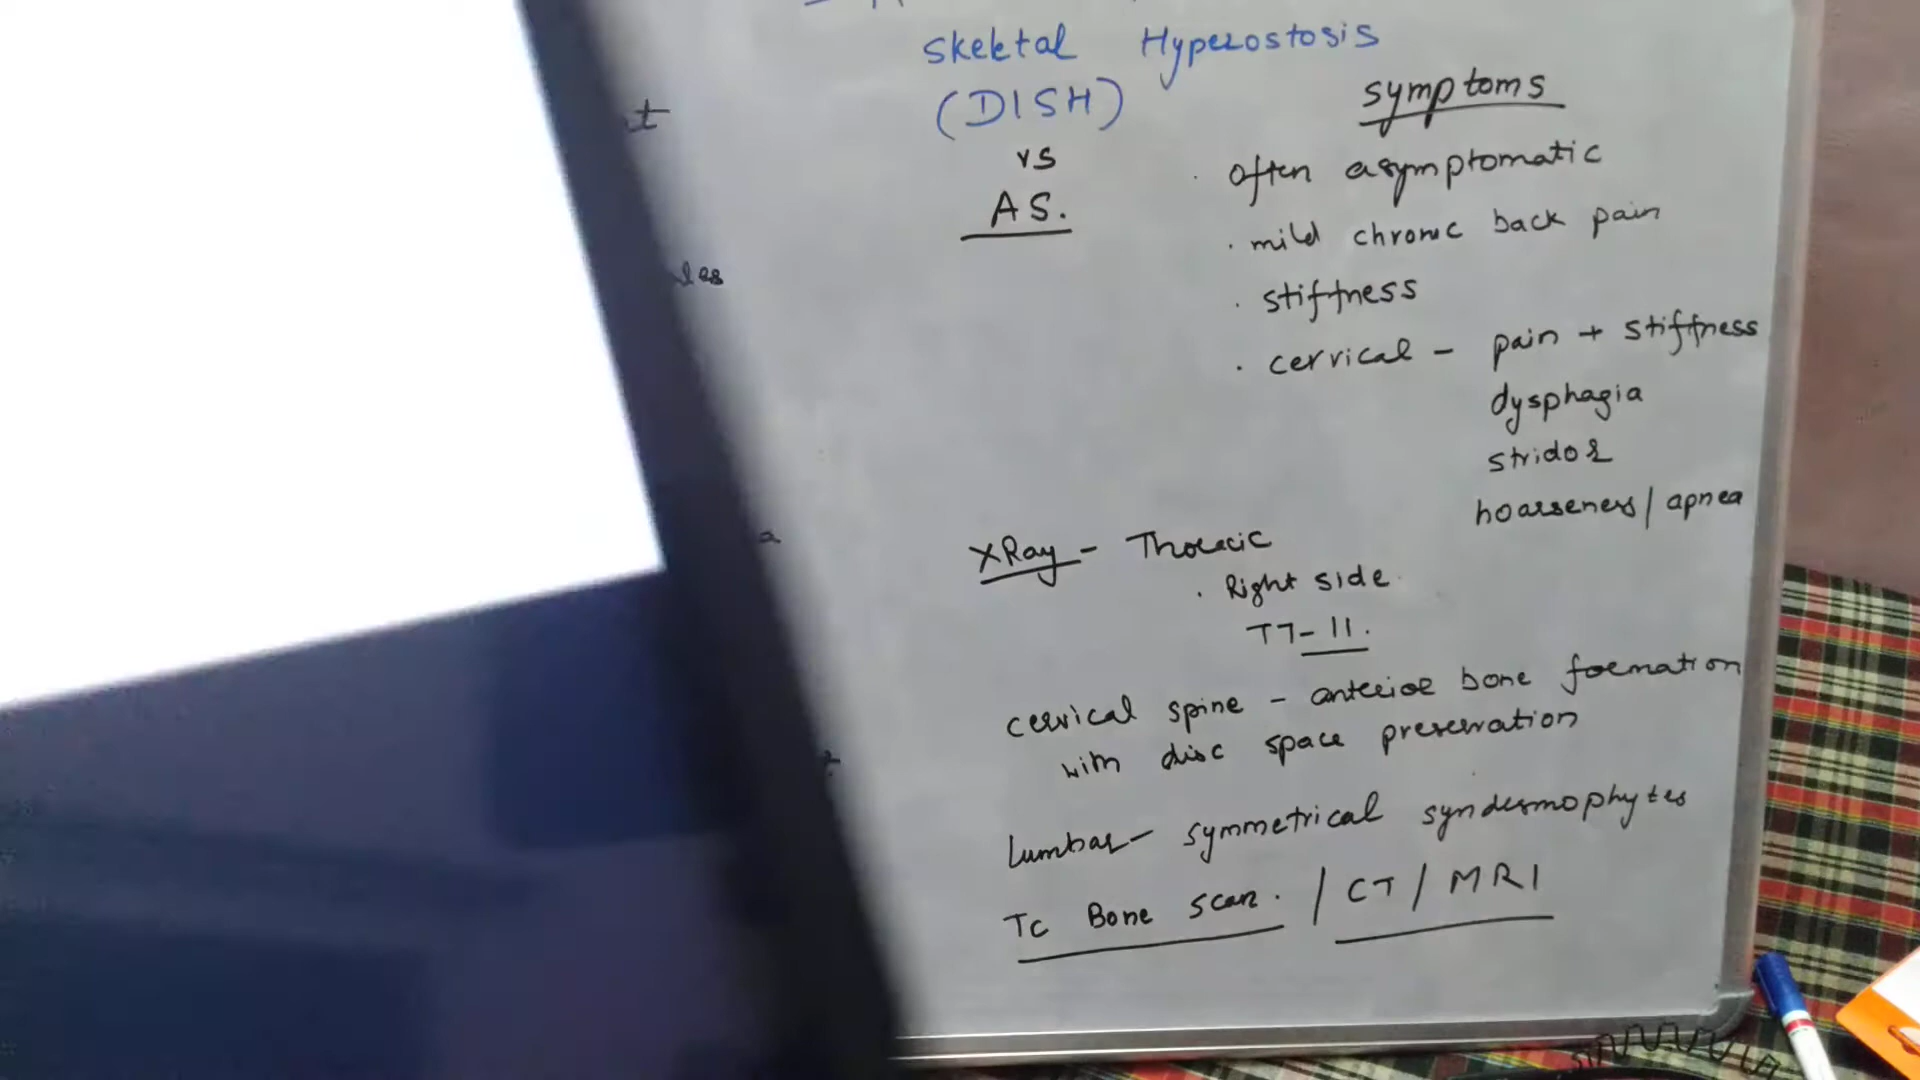 Skeletal Hyperostosis
(DISH)
vs
AS.
symptoms
. often asymptomatic
. mild chronic back pain
. stiffness
. cervical - pain + stiffness
dysphagia
stridor
hoarseness / apnea
XRay - Thoracic
. Right side
T7-11.
cervical spine - anterior bone formation
with disc space preservation
lumbar - symmetrical syndesmophytes
Tc Bone scan. / CT / MRI